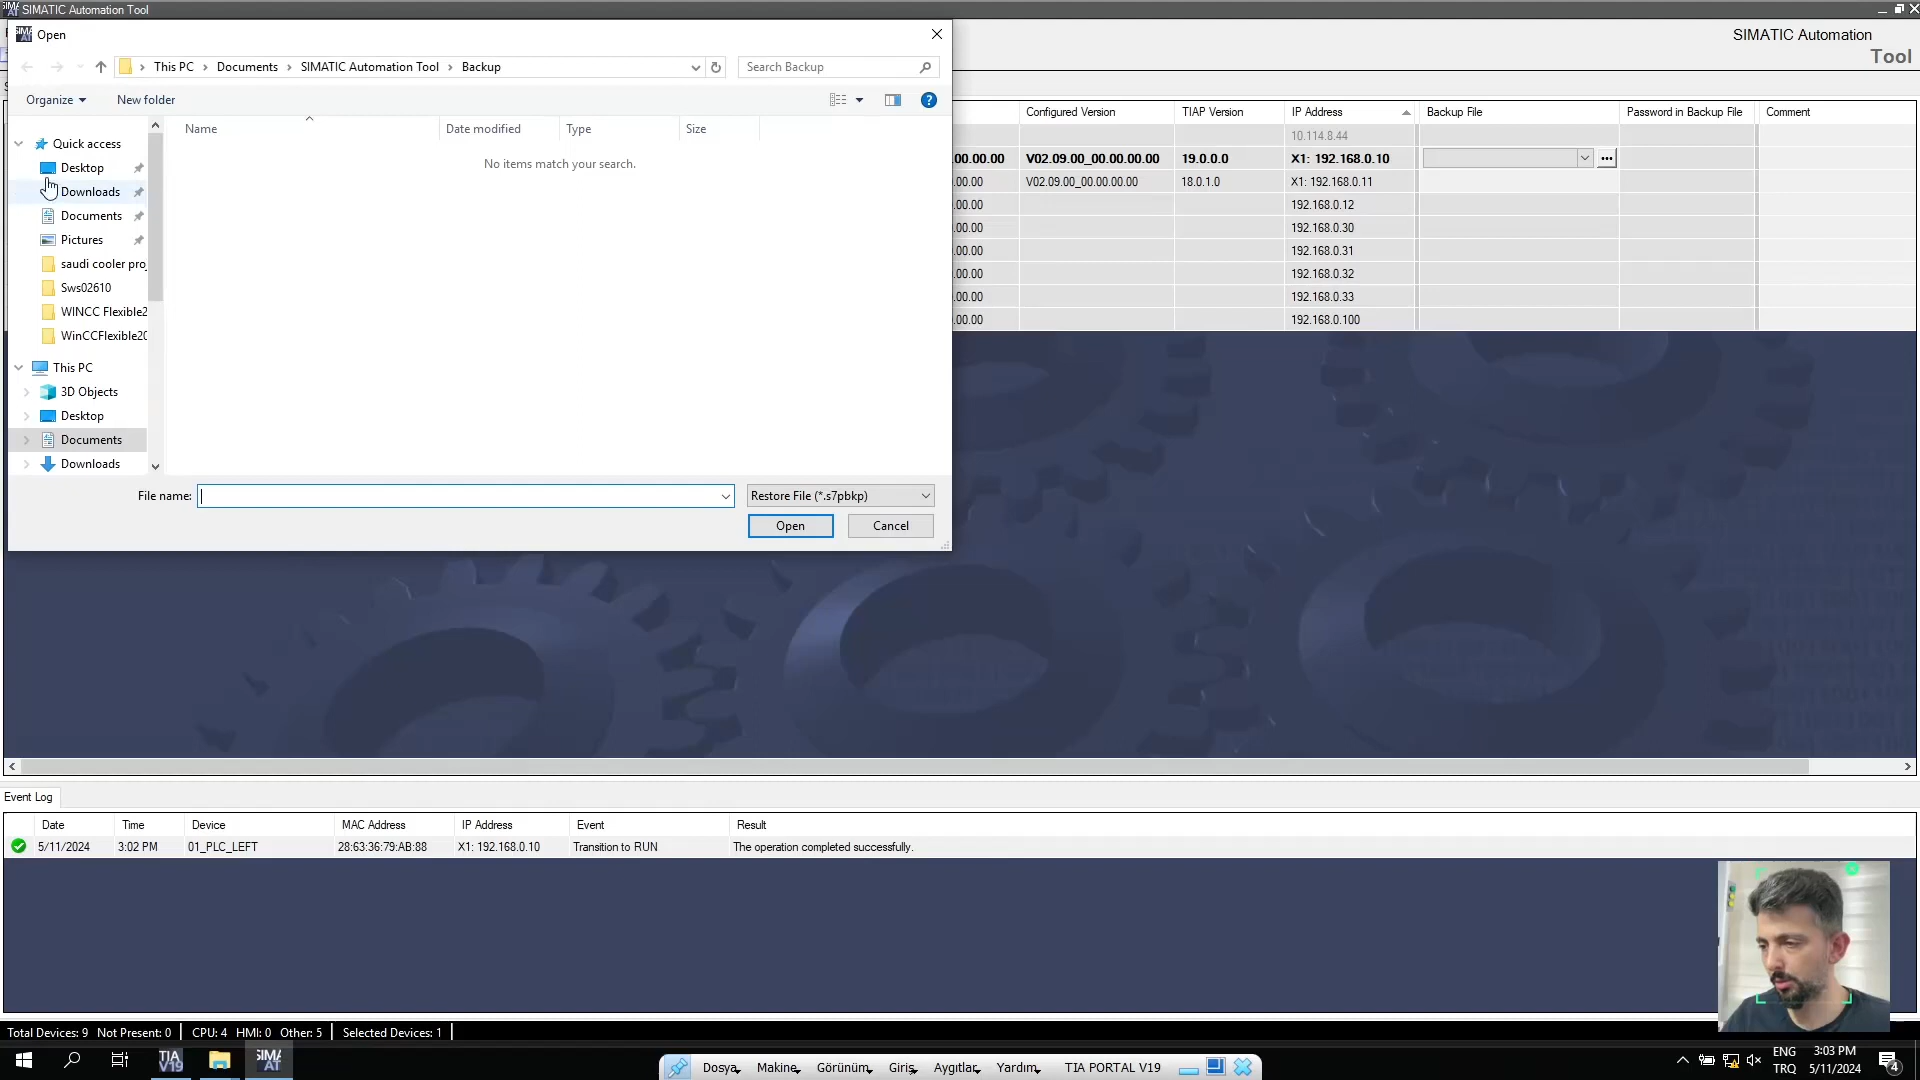 SIMATIC Automation Tool
Open
SIMATIC Automation
Tool
This PC > Documents > SIMATIC Automation Tool > Backup
Search Backup
Organize
New folder
Name
Date modified
Type
Size
No items match your search.
Quick access
Desktop
Downloads
Documents
Pictures
saudi cooler pro
Sws02610
WINCC Flexible2
WinCCFlexible20
This PC
3D Objects
Desktop
Documents
Downloads
File name:
Restore File (*.s7pbkp)
Open
Cancel
Configured Version
TIAP Version
IP Address
Backup File
Password in Backup File
Comment
10.114.8.44
00.00.00 V02.09.00_00.00.00.00 19.0.0.0 X1: 192.168.0.10
.00.00 V02.09.00_00.00.00.00 18.0.1.0 X1: 192.168.0.11
.00.00 192.168.0.12
.00.00 192.168.0.30
.00.00 192.168.0.31
.00.00 192.168.0.32
.00.00 192.168.0.33
.00.00 192.168.0.100
Event Log
Date Time Device MAC Address IP Address Event Result
5/11/2024 3:02 PM 01_PLC_LEFT 28:63:36:79:AB:88 X1: 192.168.0.10 Transition to RUN The operation completed successfully.
Total Devices: 9 Not Present: 0 CPU: 4 HMI: 0 Other: 5 Selected Devices: 1
TIA
V19
SIM
AT
Dosya Makine Görünüm Giriş Aygıtlar Yardım TIA PORTAL V19
ENG
TRQ
3:03 PM
5/11/2024
4